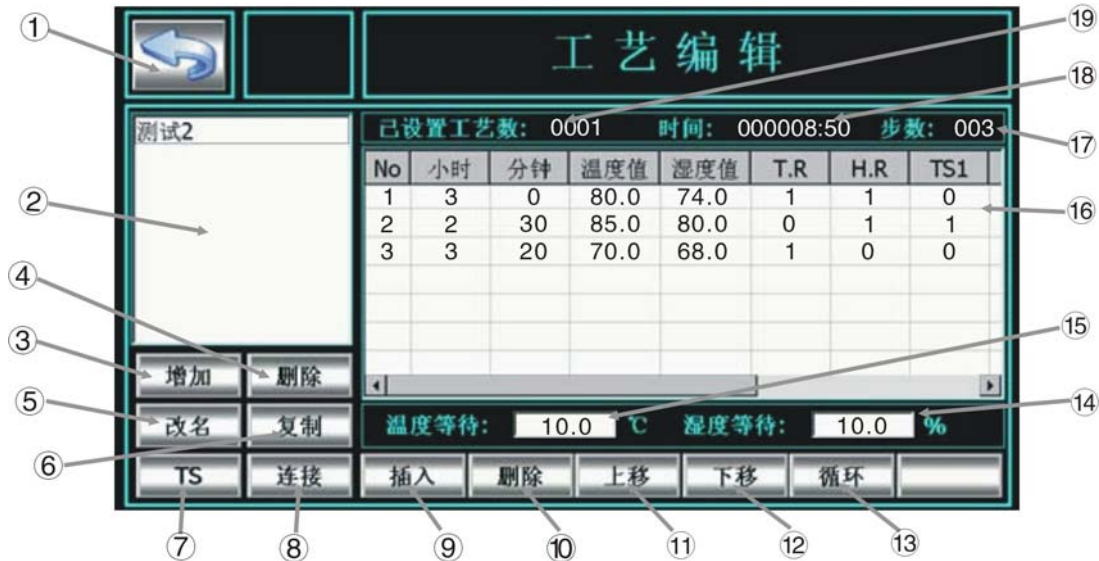 ① 工艺编辑 ⑲
⑱
测试2 已设置工艺数: 0001 时间: 000008:50 步数: 003 ⑰
No 小时 分钟 温度值 湿度值 T.R H.R TS1
1 3 0 80.0 74.0 1 1 0 ⑯
② 2 2 30 85.0 80.0 0 1 1
3 3 20 70.0 68.0 1 0 0
④
⑮
③ 增加 删除
⑤ 改名 复制 温度等待: 10.0 ℃ 湿度等待: 10.0 % ⑭
⑥
TS 连接 插入 删除 上移 下移 循环
⑦ ⑧ ⑨ ⑩ ⑪ ⑫ ⑬